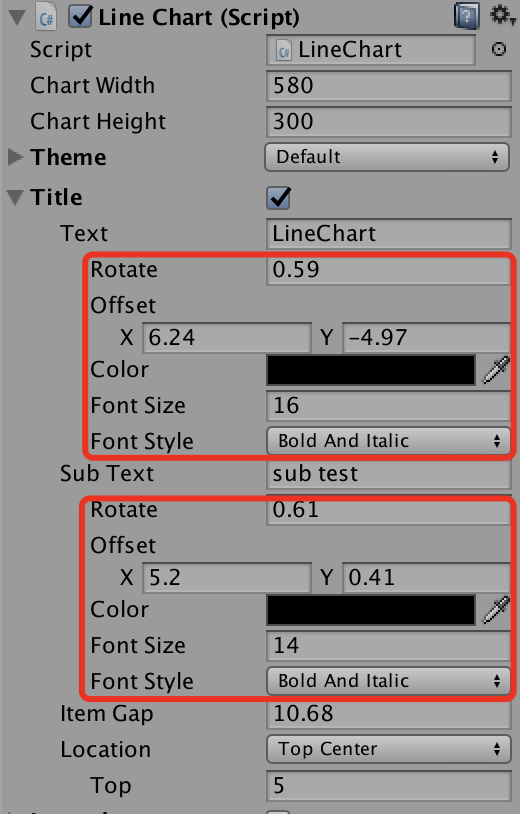 Line Chart (Script)
Script LineChart
Chart Width 580
Chart Height 300
Theme Default
Title
Text LineChart
Rotate 0.59
Offset
X 6.24 Y -4.97
Color
Font Size 16
Font Style Bold And Italic
Sub Text sub test
Rotate 0.61
Offset
X 5.2 Y 0.41
Color
Font Size 14
Font Style Bold And Italic
Item Gap 10.68
Location Top Center
Top 5